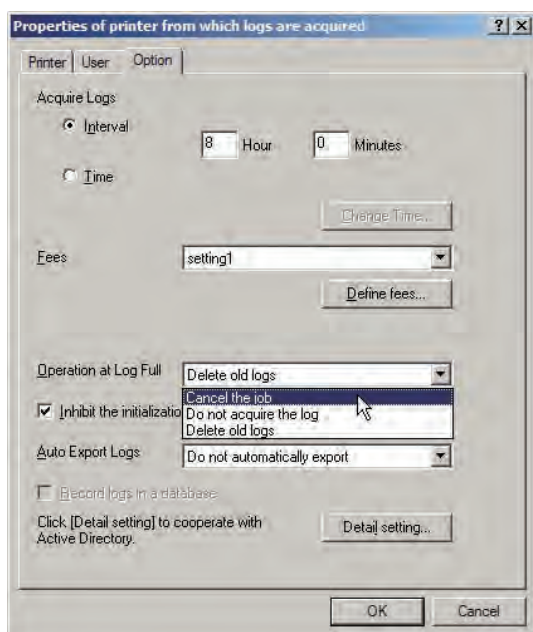 Properties of printer from which logs are acquired
Printer User Option
Acquire Logs
Interval 8 Hour 0 Minutes
Time
Change Time...
Fees setting1
Define fees...
Operation at Log Full Delete old logs
Cancel the job
Inhibit the initializatio Do not acquire the log
Delete old logs
Auto Export Logs Do not automatically export
Record logs in a database
Click [Detail setting] to cooperate with
Active Directory. Detail setting...
OK Cancel